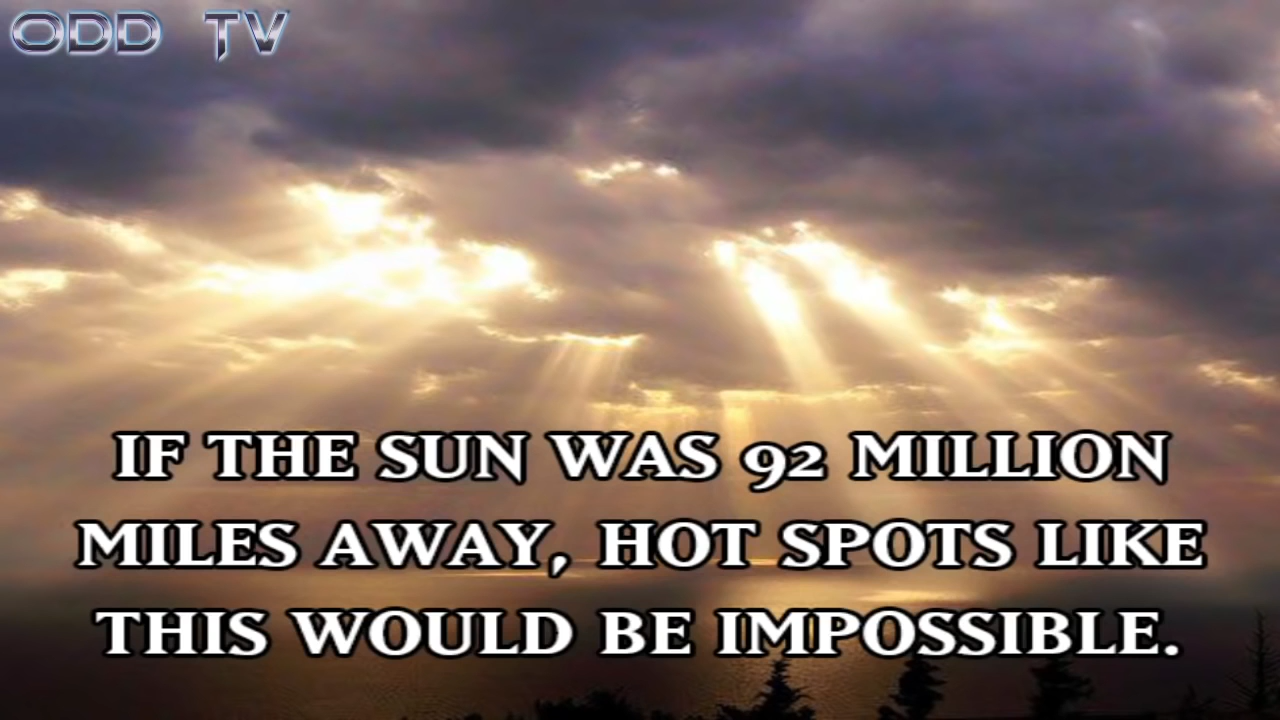 ODD TV
IF THE SUN WAS 92 MILLION
MILES AWAY, HOT SPOTS LIKE
THIS WOULD BE IMPOSSIBLE.